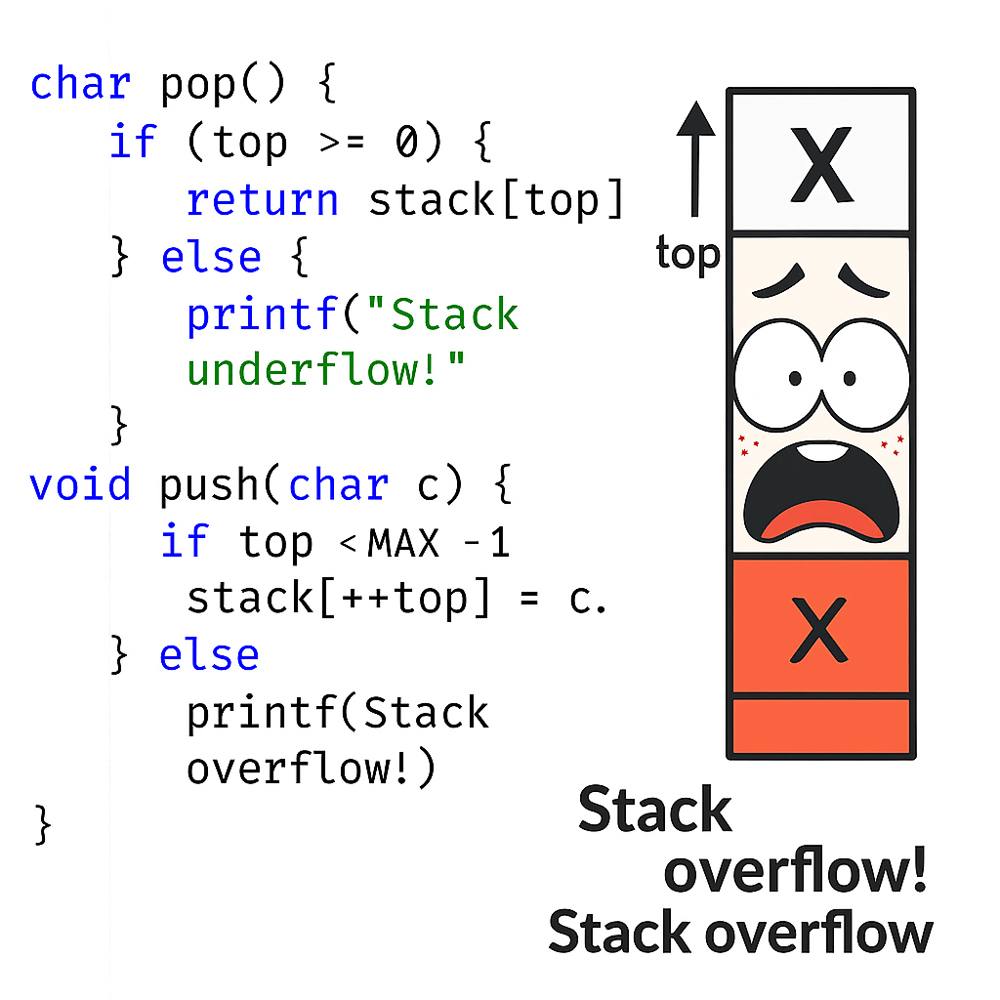 char pop() {
if (top >= 0) {
return stack[top]
} else {
printf("Stack
underflow!"
}
void push(char c) {
if top <MAX -1
stack[++top] = c.
} else
printf(Stack
overflow!)
}
X
top
X
Stack
overflow!
Stack overflow